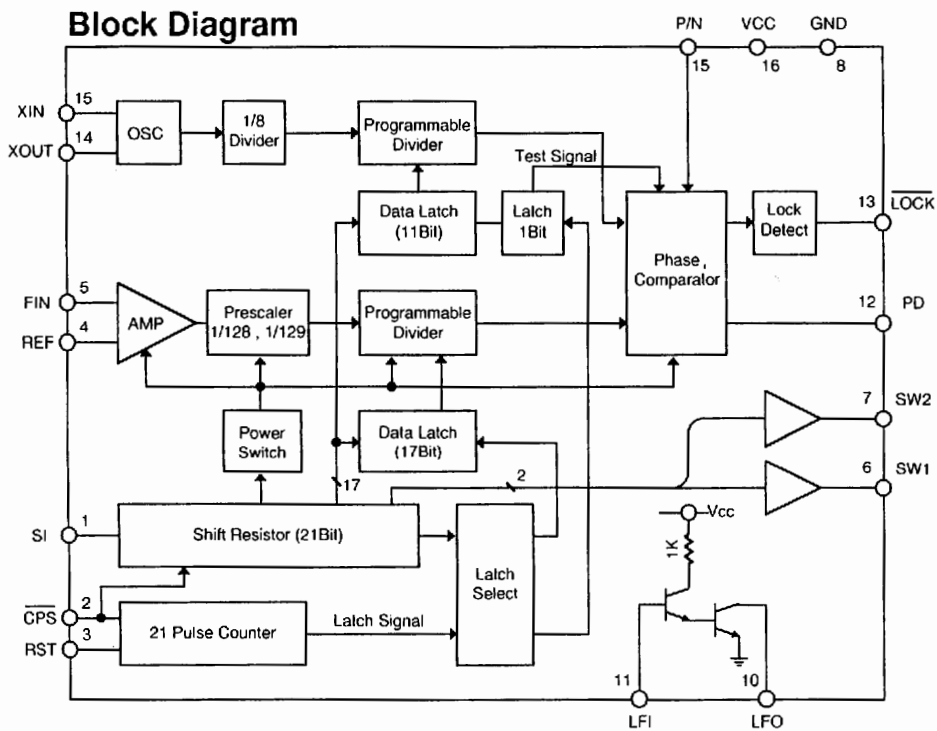 Block Diagram
P/N VCC GND
15 16 8
XIN 15
XOUT 14
OSC
1/8
Divider
Programmable
Divider
Test Signal
Data Latch
(11Bil)
Lalch
1Bit
Phase,
Comparator
Lock
Detect
13 LOCK
FIN 5
REF 4
AMP
Prescaler
1/128 , 1/129
Programmable
Divider
12 PD
Power
Switch
Data Latch
(17Bit)
7 SW2
6 SW1
17
2
SI 1
Shift Resistor (21Bil)
Lalch
Select
Vcc
1K
CPS 2
RST 3
21 Pulse Counter
Lalch Signal
11 10
LFI LFO